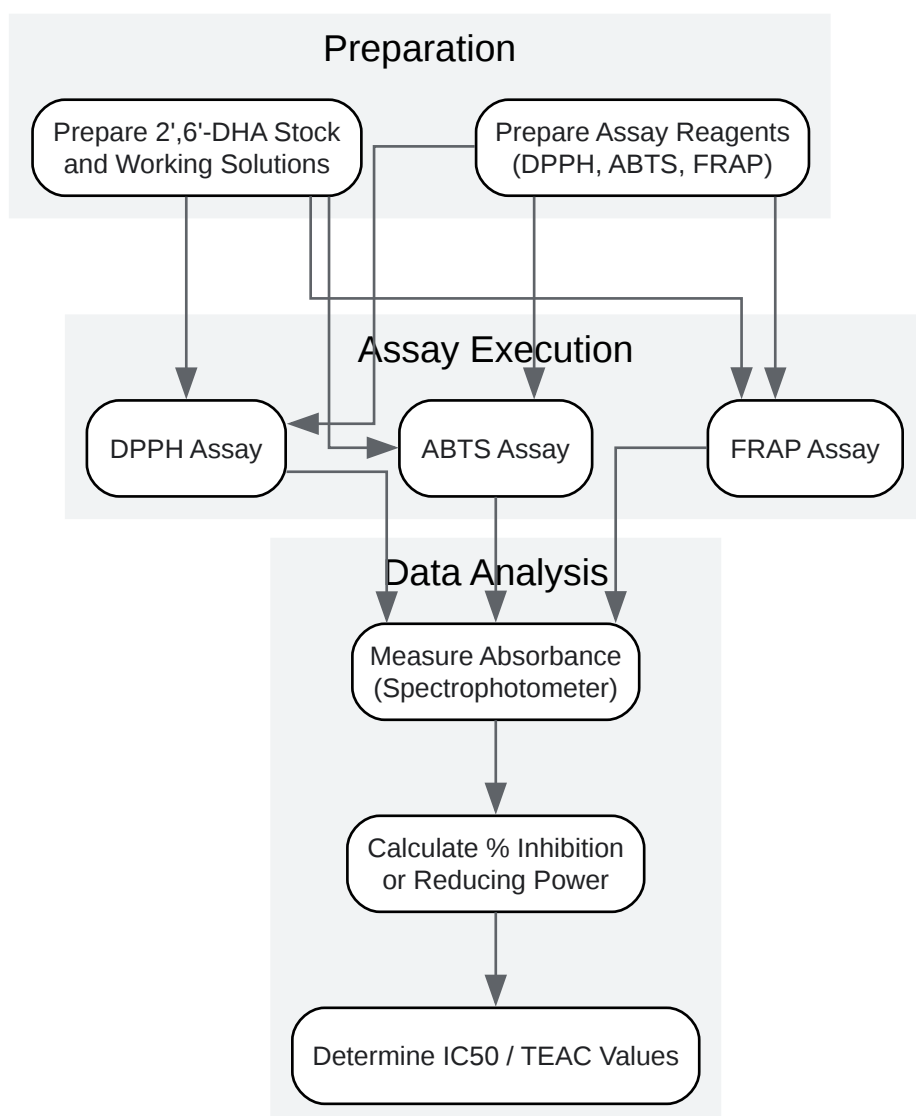 Preparation
Prepare 2',6'-DHA Stock
and Working Solutions
Prepare Assay Reagents
(DPPH, ABTS, FRAP)
Assay Execution
DPPH Assay
ABTS Assay
FRAP Assay
Data Analysis
Measure Absorbance
(Spectrophotometer)
Calculate % Inhibition
or Reducing Power
Determine IC50 / TEAC Values